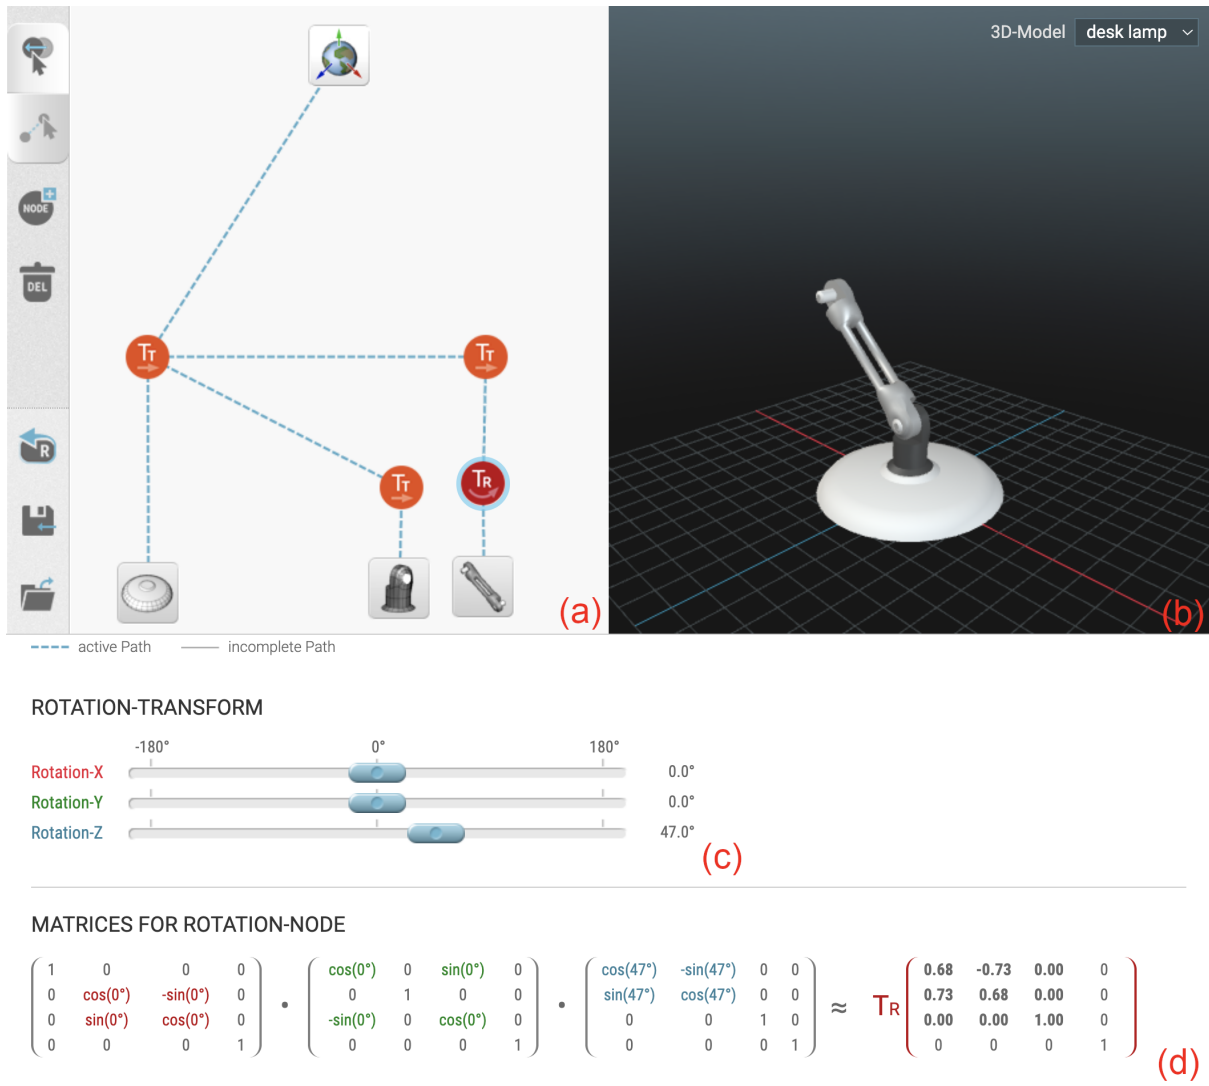 3D-Model desk lamp
NODE
DEL
TT TT
R
TR
TT
(a) (b)
active Path incomplete Path
ROTATION-TRANSFORM
-180° 0° 180°
Rotation-X 0.0°
Rotation-Y 0.0°
Rotation-Z 47.0°
(c)
MATRICES FOR ROTATION-NODE
1 0 0 0 cos(0°) 0 sin(0°) 0 cos(47°) -sin(47°) 0 0 0.68 -0.73 0.00 0
0 cos(0°) -sin(0°) 0 0 1 0 0 sin(47°) cos(47°) 0 0 0.73 0.68 0.00 0
· · ≈ TR
0 sin(0°) cos(0°) 0 -sin(0°) 0 cos(0°) 0 0 0 1 0 0.00 0.00 1.00 0
0 0 0 1 0 0 0 1 0 0 0 1 0 0 0 1
(d)